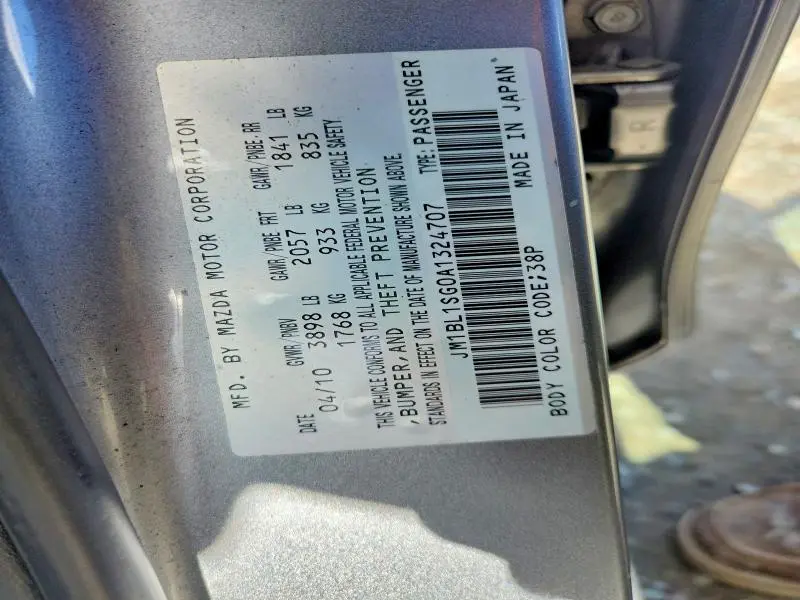 MFD. BY MAZDA MOTOR CORPORATION
DATE GVWR/PNBV GAWR/PNBE FRT GAWR/PNBE RR
04/10 3898 LB 2057 LB 1841 LB
1768 KG 933 KG 835 KG
THIS VEHICLE CONFORMS TO ALL APPLICABLE FEDERAL MOTOR VEHICLE SAFETY
, BUMPER, AND THEFT PREVENTION
STANDARDS IN EFFECT ON THE DATE OF MANUFACTURE SHOWN ABOVE.
JM1BL1SG0A1324707 TYPE: PASSENGER
BODY COLOR CODE/38P MADE IN JAPAN
R